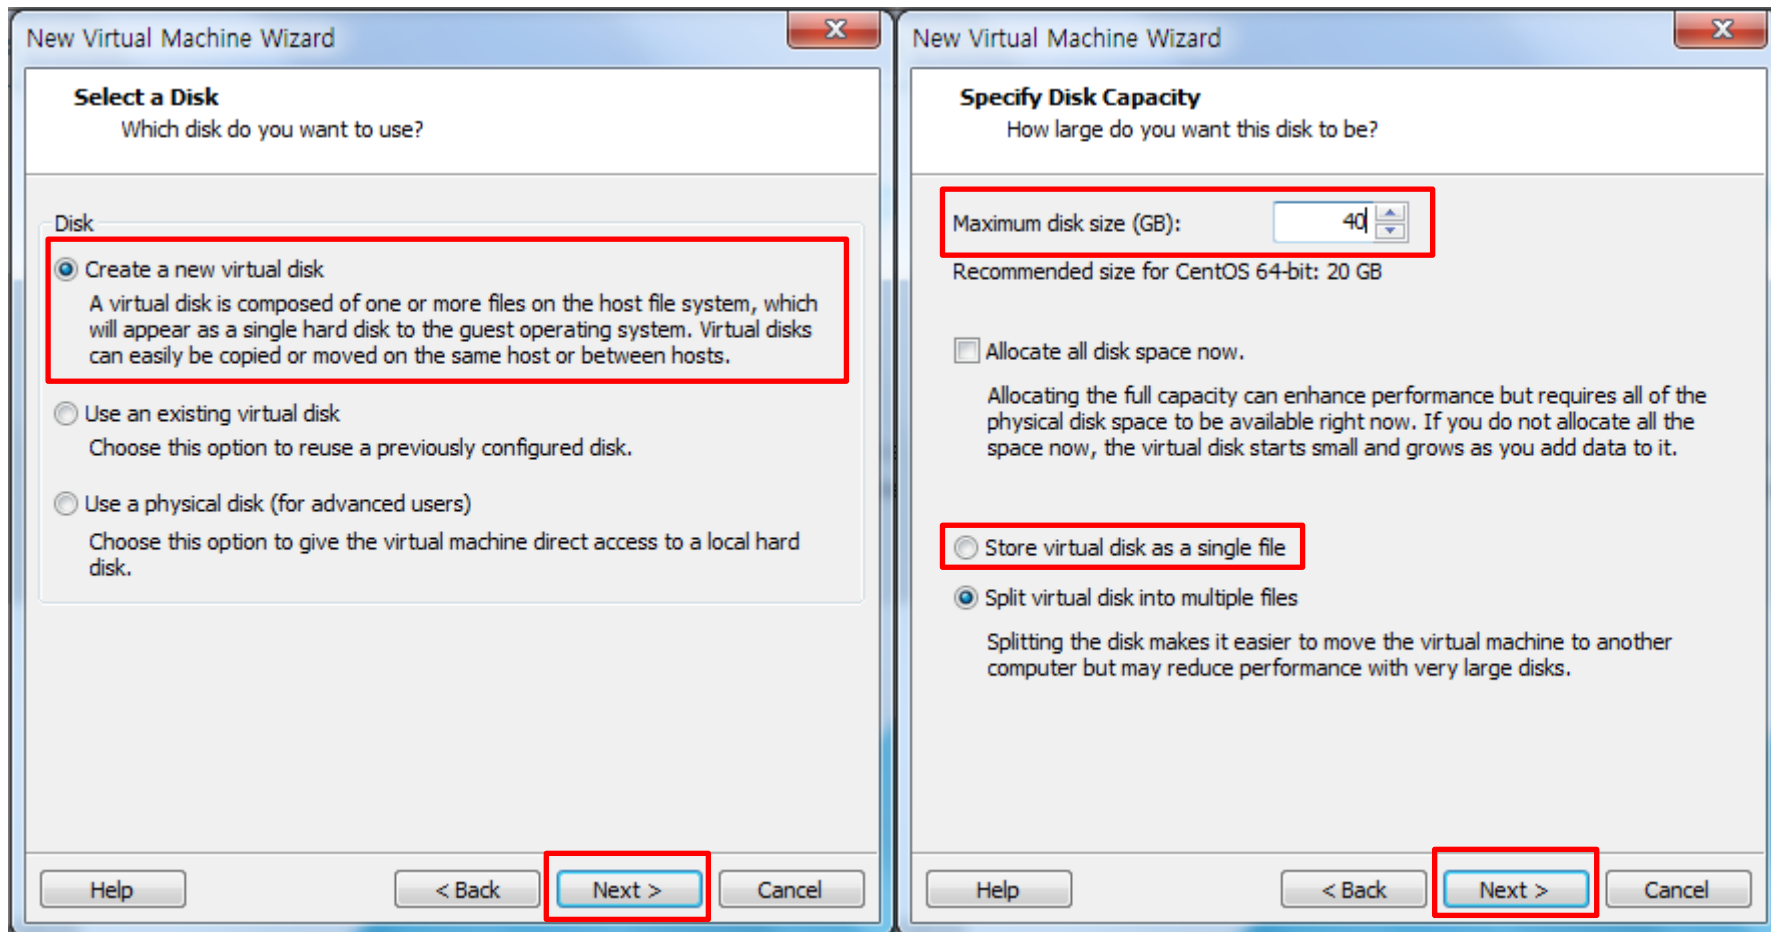 New Virtual Machine Wizard
X
Select a Disk
Which disk do you want to use?
Disk
Create a new virtual disk
A virtual disk is composed of one or more files on the host file system, which
will appear as a single hard disk to the guest operating system. Virtual disks
can easily be copied or moved on the same host or between hosts.
Use an existing virtual disk
Choose this option to reuse a previously configured disk.
Use a physical disk (for advanced users)
Choose this option to give the virtual machine direct access to a local hard
disk.
Help
< Back
Next >
Cancel
New Virtual Machine Wizard
X
Specify Disk Capacity
How large do you want this disk to be?
Maximum disk size (GB): 40
Recommended size for CentOS 64-bit: 20 GB
Allocate all disk space now.
Allocating the full capacity can enhance performance but requires all of the
physical disk space to be available right now. If you do not allocate all the
space now, the virtual disk starts small and grows as you add data to it.
Store virtual disk as a single file
Split virtual disk into multiple files
Splitting the disk makes it easier to move the virtual machine to another
computer but may reduce performance with very large disks.
Help
< Back
Next >
Cancel